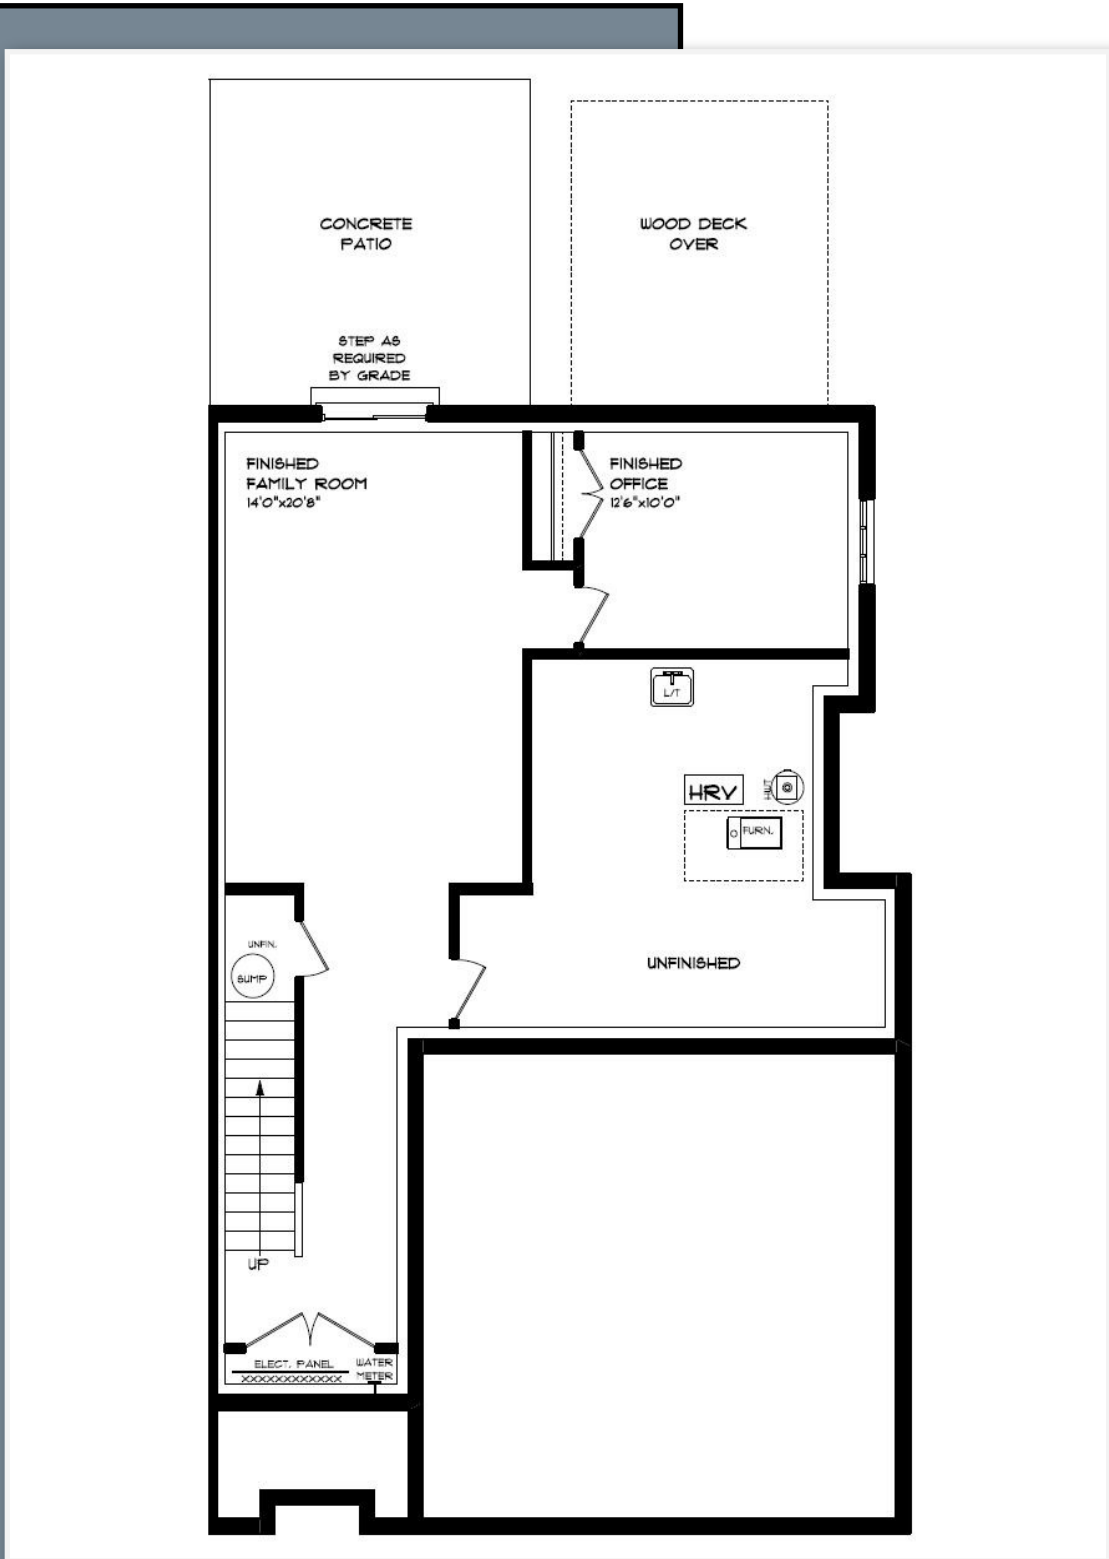 CONCRETE
PATIO
WOOD DECK
OVER
STEP AS
REQUIRED
BY GRADE
FINISHED
FAMILY ROOM
14'0"x20'8"
FINISHED
OFFICE
12'6"x10'0"
L/T
HRV
HWT
FURN.
UNFIN.
SUMP
UNFINISHED
UP
ELECT. PANEL
XXXXXXXXXXXXX
WATER
METER